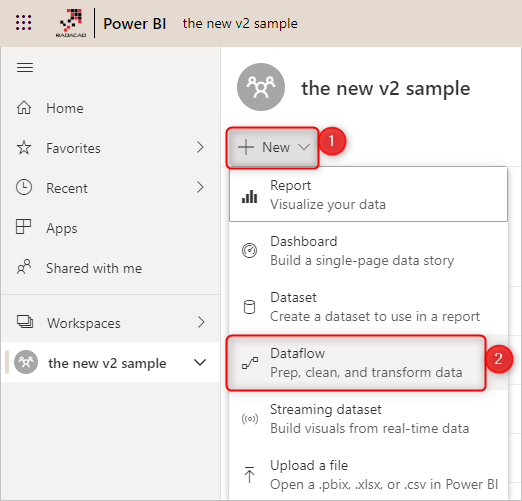 RADACAD
Power BI
the new v2 sample
the new v2 sample
Home
Favorites
Recent
Apps
Shared with me
Workspaces
the new v2 sample
New
1
Report
Visualize your data
Dashboard
Build a single-page data story
Dataset
Create a dataset to use in a report
Dataflow
Prep, clean, and transform data
2
Streaming dataset
Build visuals from real-time data
Upload a file
Open a .pbix, .xlsx, or .csv in Power BI